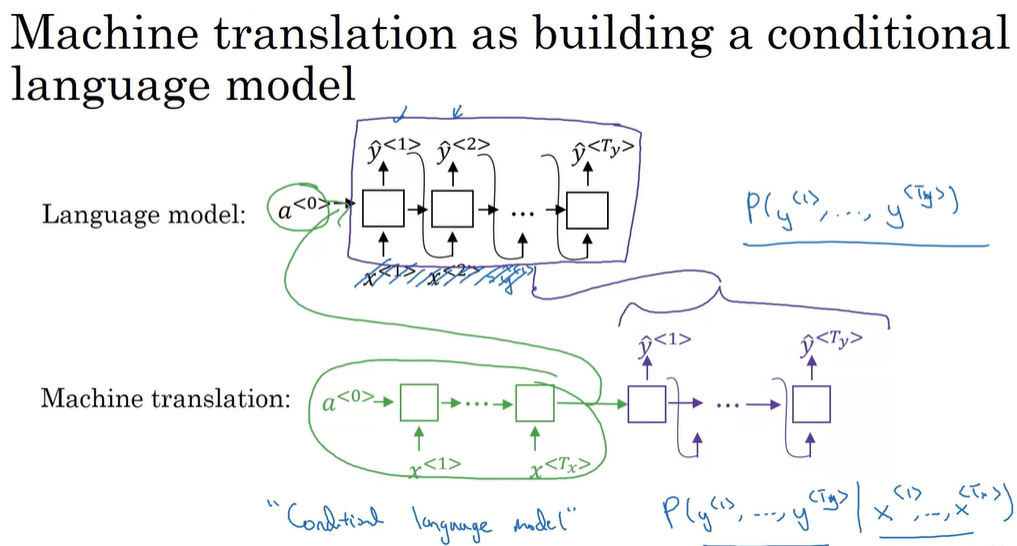 Machine translation as building a conditional
language model
ŷ<1> ŷ<2> ŷ<Ty>
Language model: a<0> ... P(y<1>, ..., y<Ty>)
x<1> x<2>
ŷ<1> ŷ<Ty>
Machine translation: a<0> ... ...
x<1> x<Tx>
"Conditional language model" P(y<1>, ..., y<Ty> | x<1>, ..., x<Tx>)